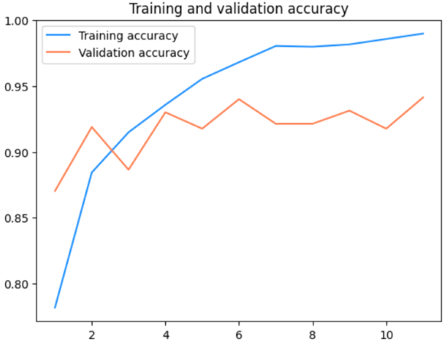 Training and validation accuracy
1.00
Training accuracy
Validation accuracy
0.95
0.90
0.85
0.80
2 4 6 8 10